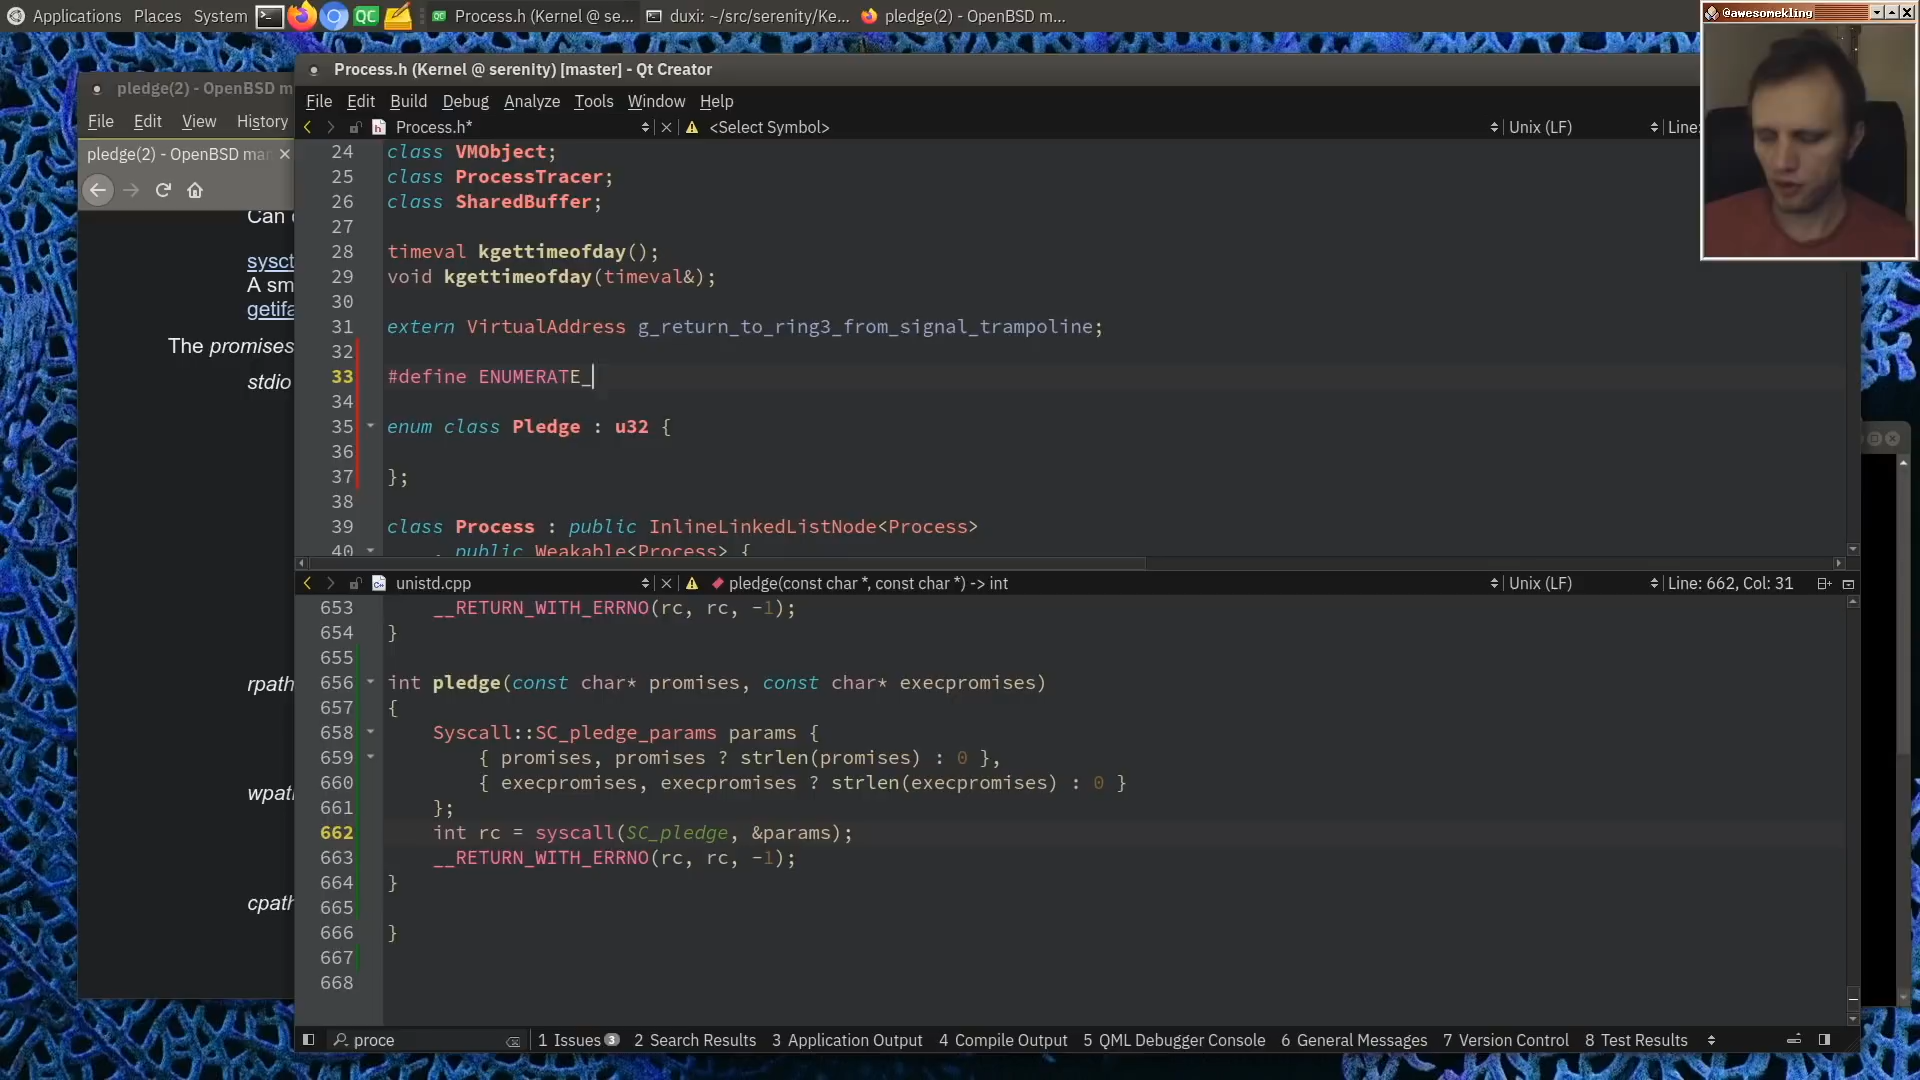 Applications Places System QC Process.h (Kernel @ se... duxi: ~/src/serenity/Ke... pledge(2) - OpenBSD m...
@awesomekling
Process.h (Kernel @ serenity) [master] - Qt Creator
pledge(2) - OpenBSD m
File Edit Build Debug Analyze Tools Window Help
File Edit View History
Process.h* <Select Symbol> Unix (LF) Line:
pledge(2) - OpenBSD man
Can
sysct
A sm
getifa
The promises
stdio
rpath
wpath
cpath
24 class VMObject;
25 class ProcessTracer;
26 class SharedBuffer;
27
28 timeval kgettimeofday();
29 void kgettimeofday(timeval&);
30
31 extern VirtualAddress g_return_to_ring3_from_signal_trampoline;
32
33 #define ENUMERATE_
34
35 enum class Pledge : u32 {
36
37 };
38
39 class Process : public InlineLinkedListNode<Process>
40 , public Weakable<Process> {
unistd.cpp pledge(const char *, const char *) -> int Unix (LF) Line: 662, Col: 31
653 __RETURN_WITH_ERRNO(rc, rc, -1);
654 }
655
656 int pledge(const char* promises, const char* execpromises)
657 {
658 Syscall::SC_pledge_params params {
659 { promises, promises ? strlen(promises) : 0 },
660 { execpromises, execpromises ? strlen(execpromises) : 0 }
661 };
662 int rc = syscall(SC_pledge, &params);
663 __RETURN_WITH_ERRNO(rc, rc, -1);
664 }
665
666 }
667
668
proce 1 Issues 3 2 Search Results 3 Application Output 4 Compile Output 5 QML Debugger Console 6 General Messages 7 Version Control 8 Test Results